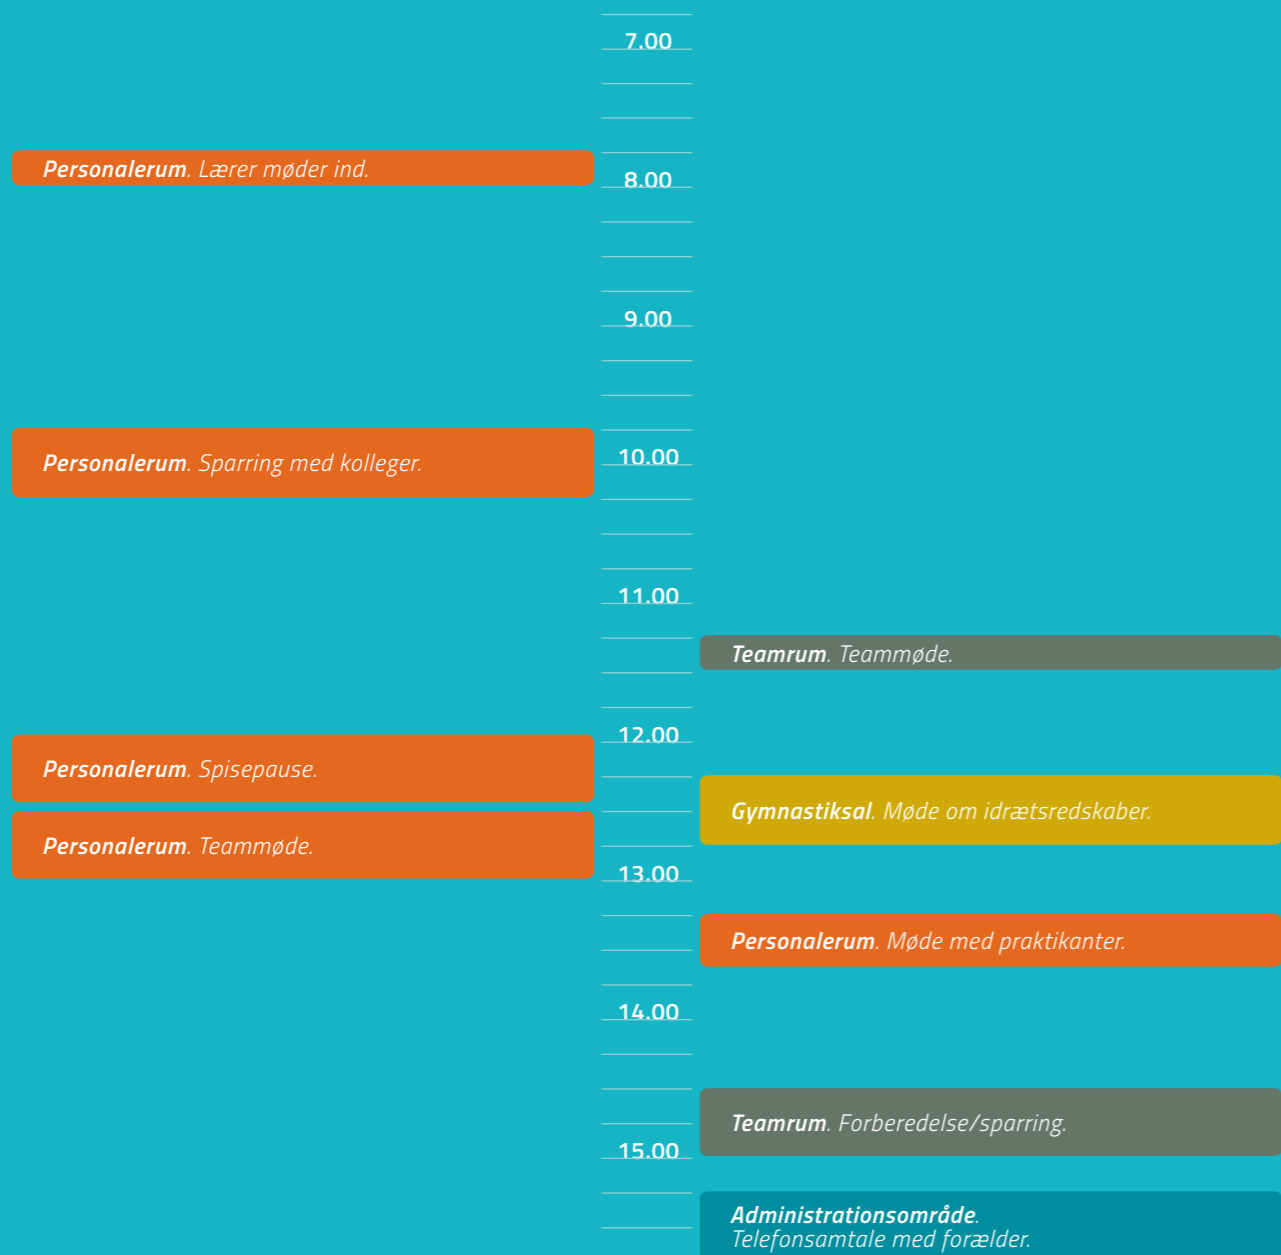 7.00
Personalerum. Lærer møder ind.
8.00
9.00
10.00
Personalerum. Sparring med kolleger.
11.00
Teamrum. Teammøde.
12.00
Personalerum. Spisepause.
Gymnastiksal. Møde om idrætsredskaber.
Personalerum. Teammøde.
13.00
Personalerum. Møde med praktikanter.
14.00
Teamrum. Forberedelse/sparring.
15.00
Administrationsområde.
Telefonsamtale med forælder.